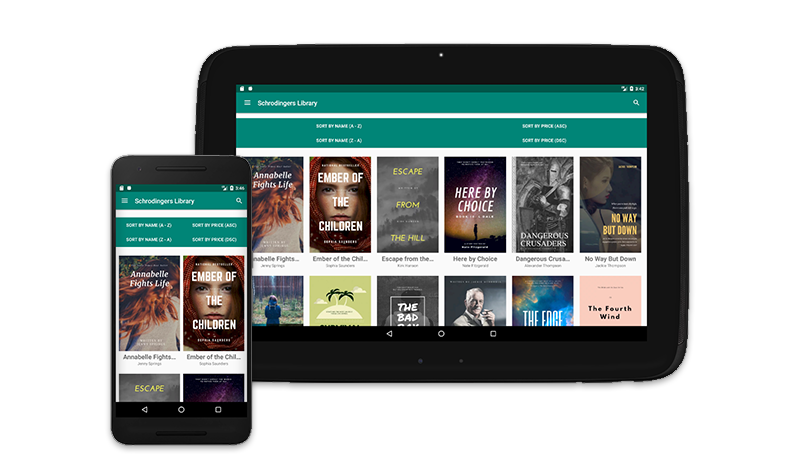 3:42
Schrodingers Library
SORT BY NAME (A - Z)
SORT BY PRICE (ASC)
SORT BY NAME (Z - A)
SORT BY PRICE (DSC)
Annabelle
Fights Life
NATIONAL BESTSELLER
EMBER OF
THE
CHILDREN
SOPHIA SAUNDERS
ESCAPE
FROM
THE HILL
HERE BY
CHOICE
DANGEROUS
CRUSADERS
NO WAY
BUT DOWN
Annabelle Fights...
Jenny Springs
Ember of the Chil...
Sophia Saunders
Escape from the...
Kim Hansen
Here by Choice
Nate Fitzgerald
Dangerous Crusa...
Alexander Thompson
No Way But Down
Jackie Thompson
THE
BAD
THE EDGE
The Fourth
Wind
3:46
Schrodingers Library
SORT BY NAME (A - Z)
SORT BY PRICE (ASC)
SORT BY NAME (Z - A)
SORT BY PRICE (DSC)
Annabelle
Fights Life
EMBER OF
THE
CHILDREN
SOPHIA SAUNDERS
Annabelle Fights...
Jenny Springs
Ember of the Chil...
Sophia Saunders
ESCAPE